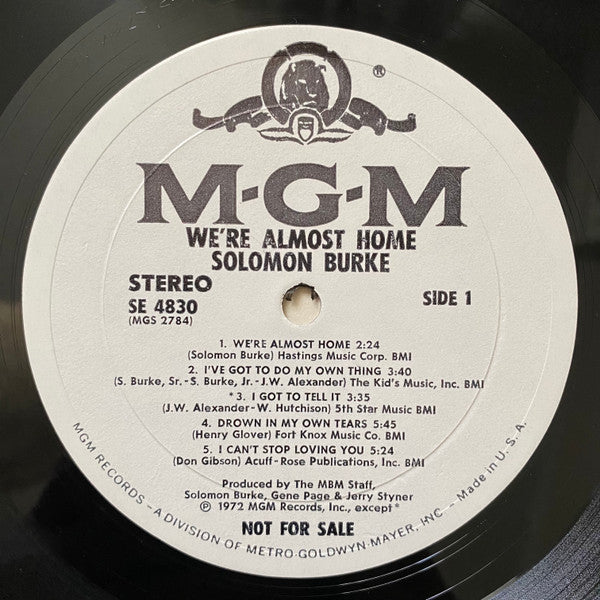 ®
M-G-M
WE'RE ALMOST HOME
SOLOMON BURKE
STEREO
SE 4830
(MGS 2784)
SIDE 1
1. WE'RE ALMOST HOME 2:24
(Solomon Burke) Hastings Music Corp. BMI
2. I'VE GOT TO DO MY OWN THING 3:40
(S. Burke, Sr.-S. Burke, Jr.-J.W. Alexander) The Kid's Music, Inc. BMI
*3. I GOT TO TELL IT 3:35
(J.W. Alexander-W. Hutchison) 5th Star Music BMI
4. DROWN IN MY OWN TEARS 5:45
(Henry Glover) Fort Knox Music Co. BMI
5. I CAN'T STOP LOVING YOU 5:24
(Don Gibson) Acuff-Rose Publications, Inc. BMI
Produced by The MBM Staff,
Solomon Burke, Gene Page & Jerry Styner
Ⓟ 1972 MGM Records, Inc., except*
NOT FOR SALE
MGM RECORDS - A DIVISION OF METRO-GOLDWYN-MAYER, INC. - Made in U.S.A.